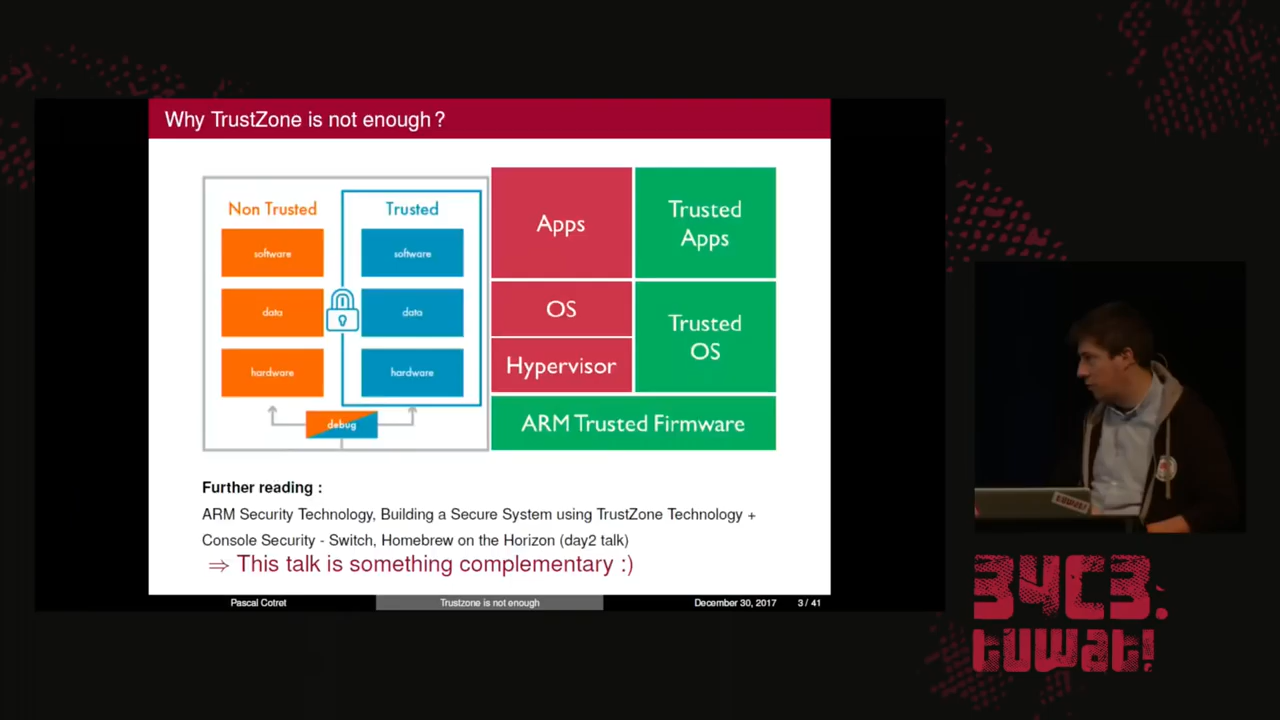 Why TrustZone is not enough ?
Non Trusted
Trusted
software
software
data
data
hardware
hardware
debug
Apps
Trusted
Apps
OS
Hypervisor
Trusted
OS
ARM Trusted Firmware
Further reading :
ARM Security Technology, Building a Secure System using TrustZone Technology +
Console Security - Switch, Homebrew on the Horizon (day2 talk)
⇒ This talk is something complementary :)
Pascal Cotret
Trustzone is not enough
December 30, 2017
3 / 41
tuwat!
34C3.
tuwat!